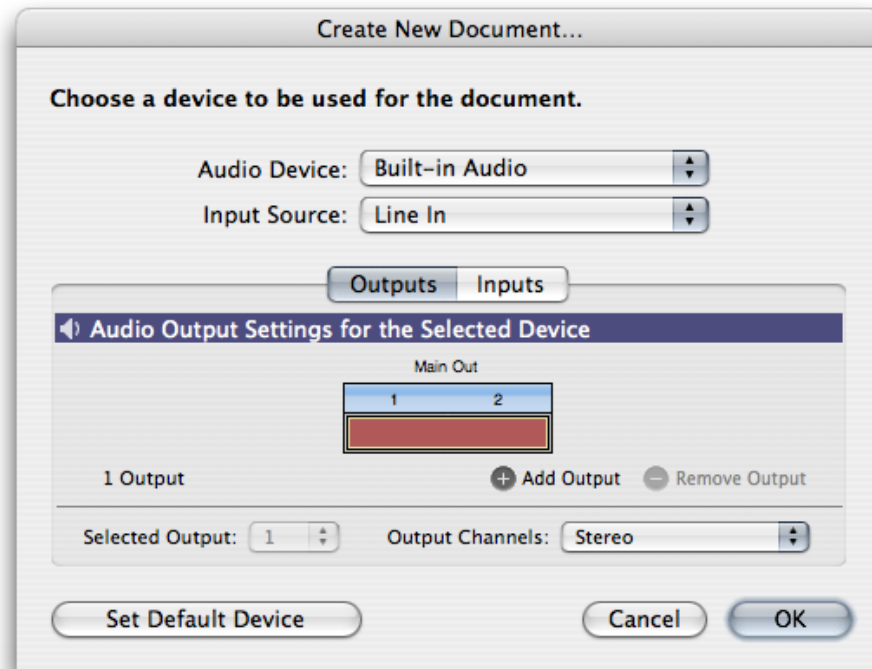 Create New Document...
Choose a device to be used for the document.
Audio Device: Built-in Audio
Input Source: Line In
Outputs Inputs
Audio Output Settings for the Selected Device
Main Out
1 2
1 Output Add Output Remove Output
Selected Output: 1 Output Channels: Stereo
Set Default Device Cancel OK